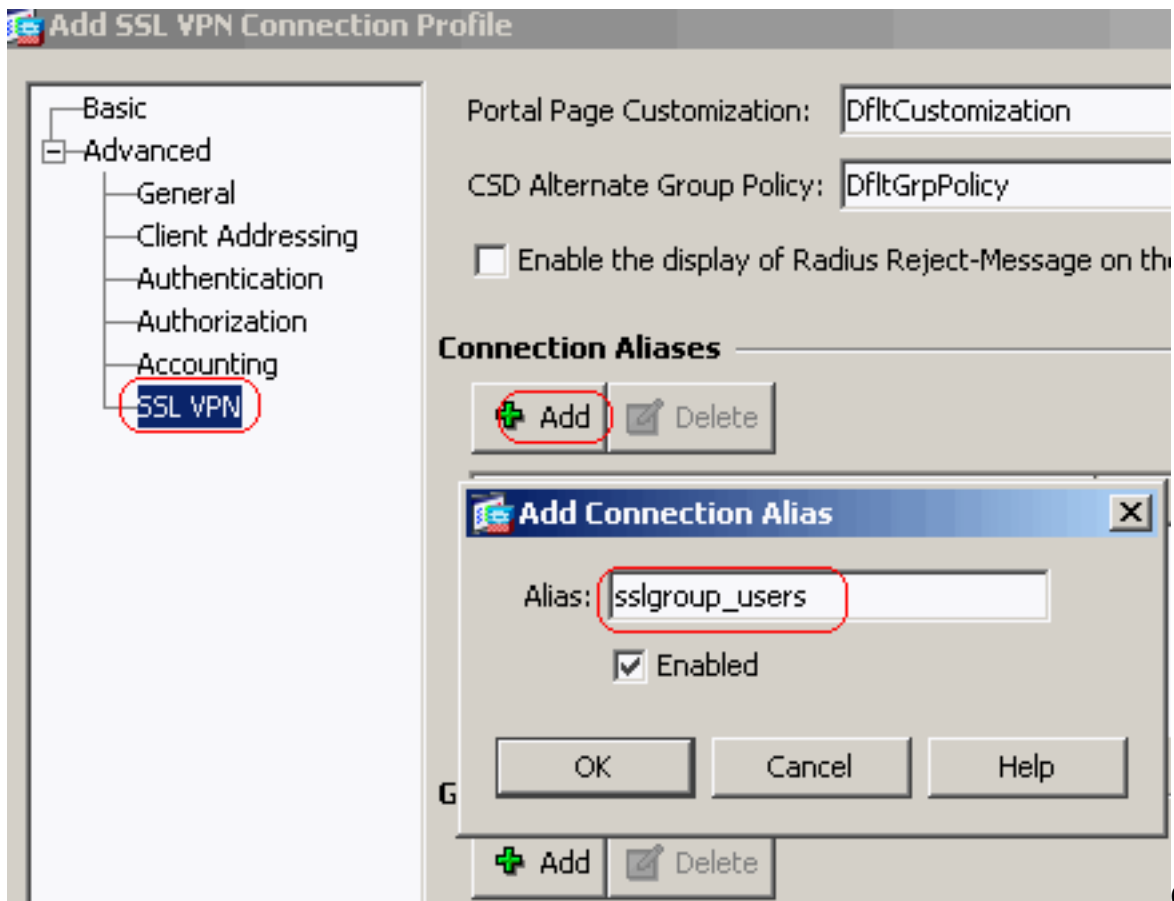 Add SSL VPN Connection Profile
Basic
Advanced
General
Client Addressing
Authentication
Authorization
Accounting
SSL VPN
Portal Page Customization: DfltCustomization
CSD Alternate Group Policy: DfltGrpPolicy
Enable the display of Radius Reject-Message on
Connection Aliases
Add Delete
Add Connection Alias
Alias: sslgroup_users
Enabled
OK Cancel Help
Add Delete